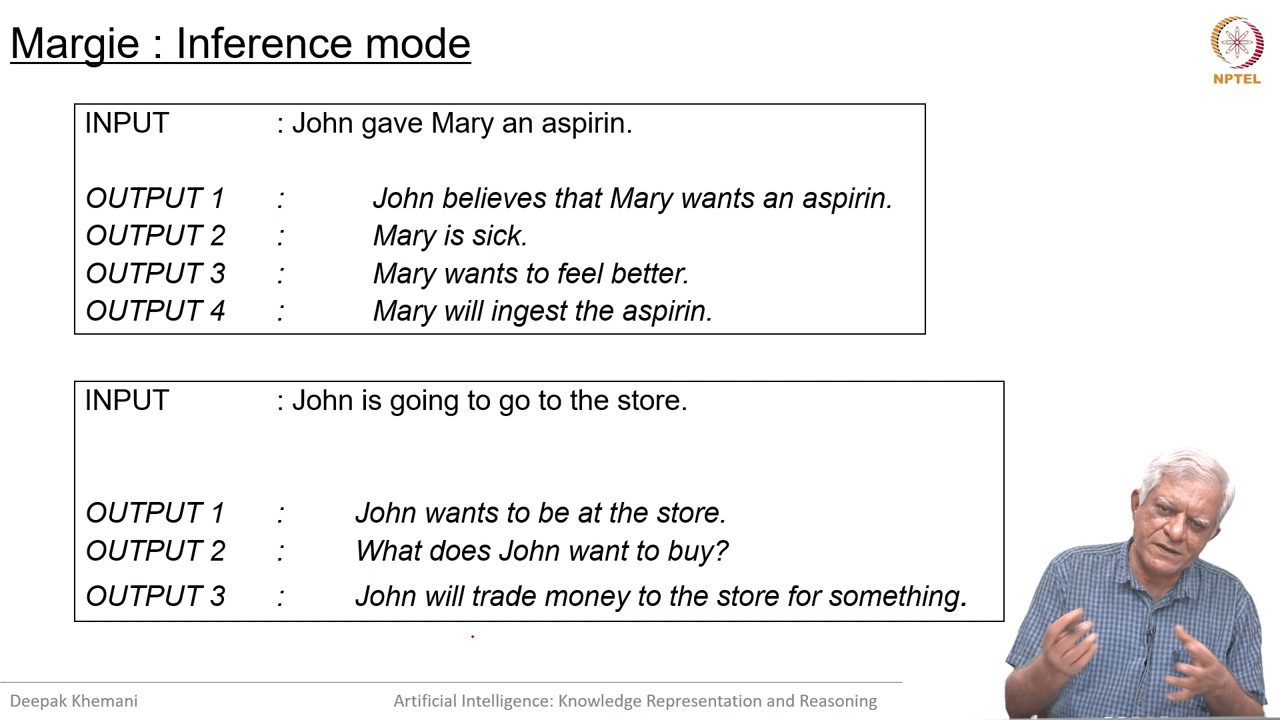 Margie : Inference mode
NPTEL
INPUT : John gave Mary an aspirin.
OUTPUT 1 : John believes that Mary wants an aspirin.
OUTPUT 2 : Mary is sick.
OUTPUT 3 : Mary wants to feel better.
OUTPUT 4 : Mary will ingest the aspirin.
INPUT : John is going to go to the store.
OUTPUT 1 : John wants to be at the store.
OUTPUT 2 : What does John want to buy?
OUTPUT 3 : John will trade money to the store for something.
Deepak Khemani Artificial Intelligence: Knowledge Representation and Reasoning